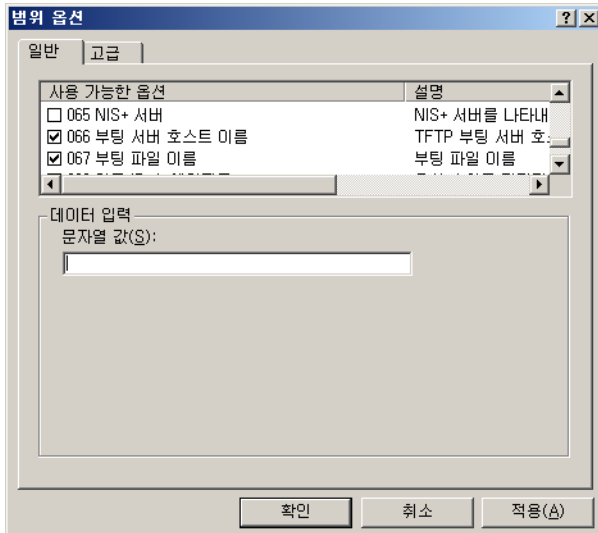 범위 옵션
일반 고급
사용 가능한 옵션 설명
065 NIS+ 서버 NIS+ 서버를 나타내
066 부팅 서버 호스트 이름 TFTP 부팅 서버 호
067 부팅 파일 이름 부팅 파일 이름
데이터 입력
문자열 값(S):
확인 취소 적용(A)